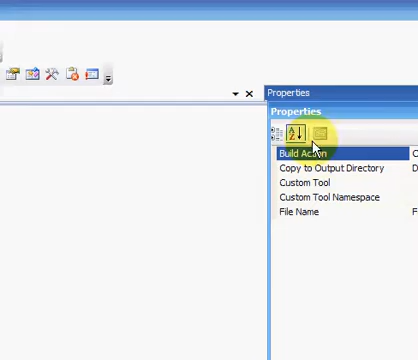 Properties
Properties
Build Action
Copy to Output Directory D
Custom Tool
Custom Tool Namespace
File Name F